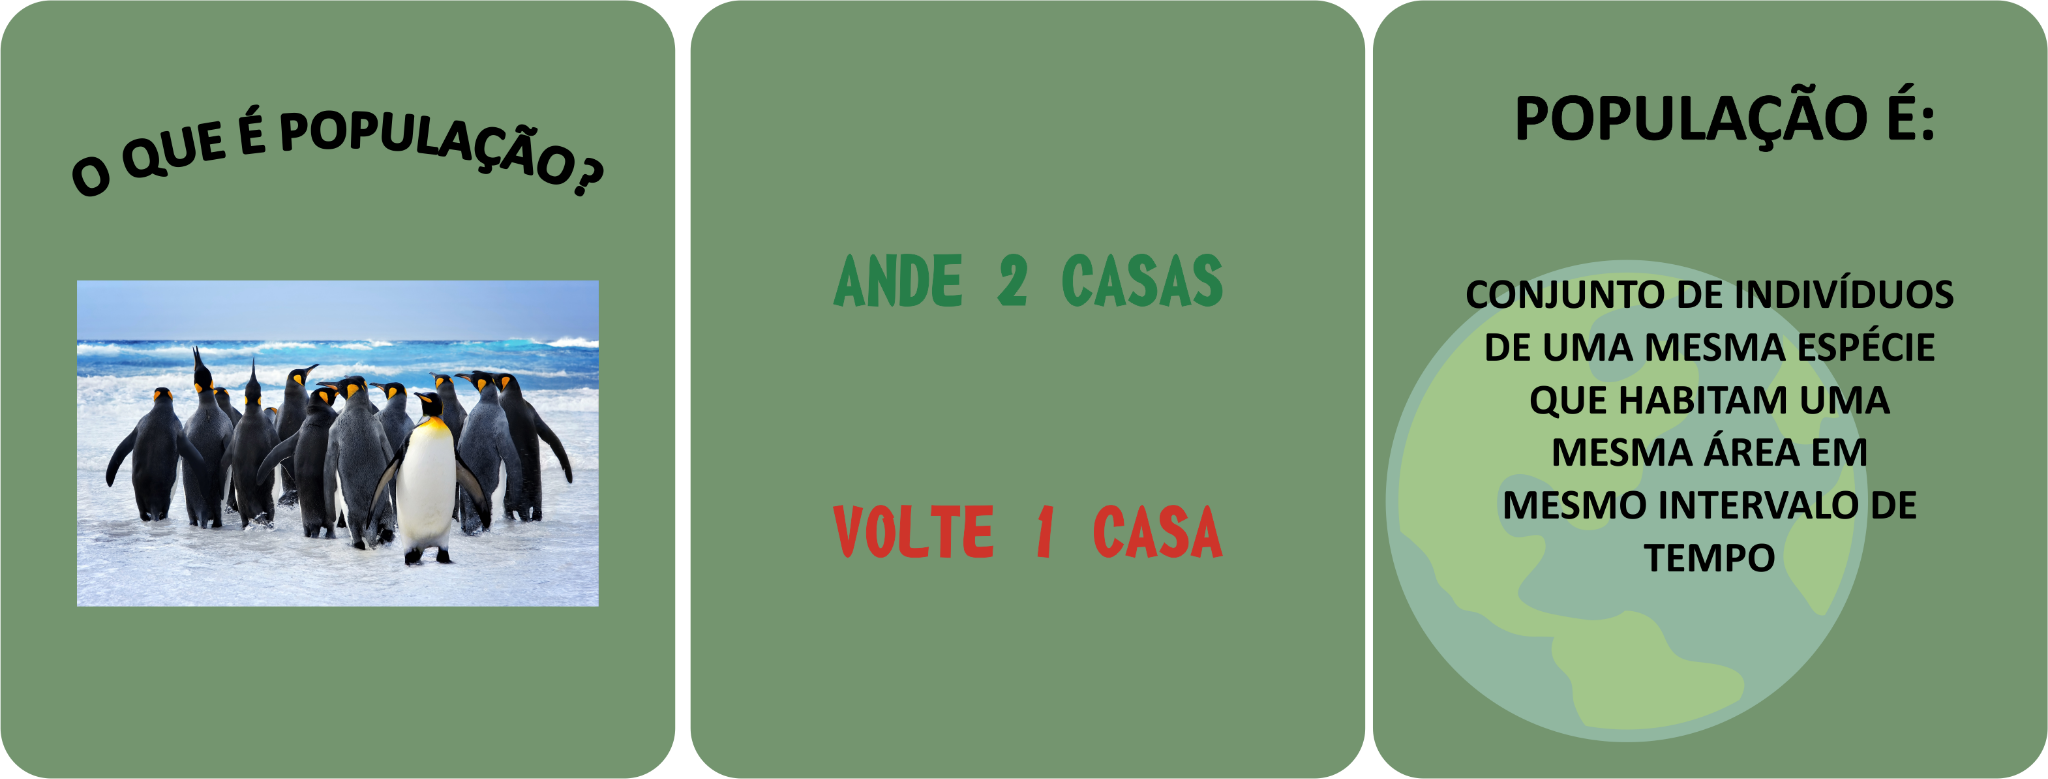 O QUE É POPULAÇÃO?
ANDE 2 CASAS
VOLTE 1 CASA
POPULAÇÃO É:
CONJUNTO DE INDIVÍDUOS
DE UMA MESMA ESPÉCIE
QUE HABITAM UMA
MESMA ÁREA EM
MESMO INTERVALO DE
TEMPO